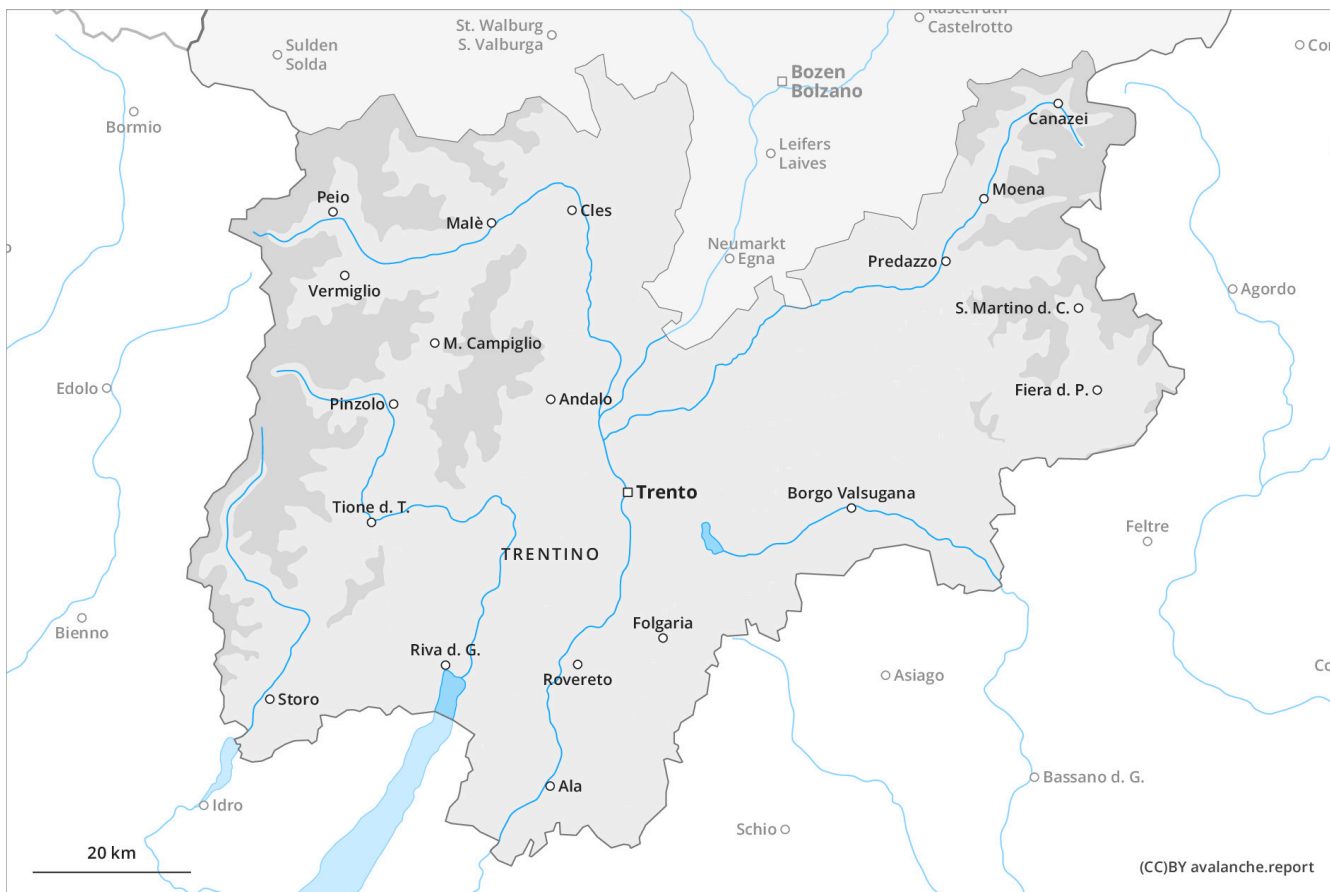 St. Walburg
S. Valburga
Castelrotto
Sulden
Solda
Bozen
Bolzano
Bormio
Canazei
Leifers
Laives
Peio
Malè
Cles
Moena
Neumarkt
Egna
Predazzo
Vermiglio
Agordo
S. Martino d. C.
M. Campiglio
Edolo
Pinzolo
Andalo
Fiera d. P.
Trento
Borgo Valsugana
Tione d. T.
Feltre
TRENTINO
Bienno
Folgaria
Riva d. G.
Rovereto
Asiago
Storo
Bassano d. G.
Ala
Idro
Schio
20 km
(CC)BY avalanche.report